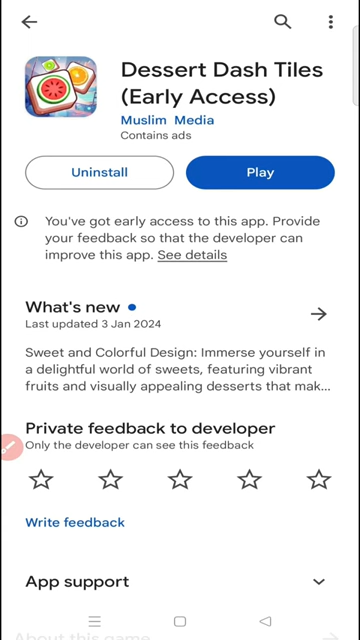 Dessert Dash Tiles
(Early Access)
Muslim Media
Contains ads
Uninstall
Play
You've got early access to this app. Provide
your feedback so that the developer can
improve this app. See details
What's new
Last updated 3 Jan 2024
Sweet and Colorful Design: Immerse yourself in
a delightful world of sweets, featuring vibrant
fruits and visually appealing desserts that mak...
Private feedback to developer
Only the developer can see this feedback
Write feedback
App support
About this game